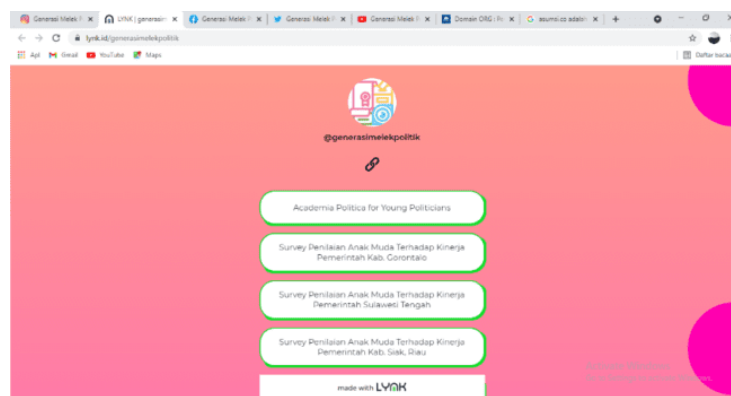 Generasi Melek P
LYNK | generasim
Generasi Melek P
Generasi Melek P
Generasi Melek P
Domain ORG : Pe
asumsi.co adalah
lynk.id/generasimelekpolitik
Apl
Gmail
YouTube
Maps
Daftar bacaa
@generasimelekpolitik
Academia Politica for Young Politicians
Survey Penilaian Anak Muda Terhadap Kinerja
Pemerintah Kab. Gorontalo
Survey Penilaian Anak Muda Terhadap Kinerja
Pemerintah Sulawesi Tengah
Survey Penilaian Anak Muda Terhadap Kinerja
Pemerintah Kab. Siak, Riau
made with LYNK